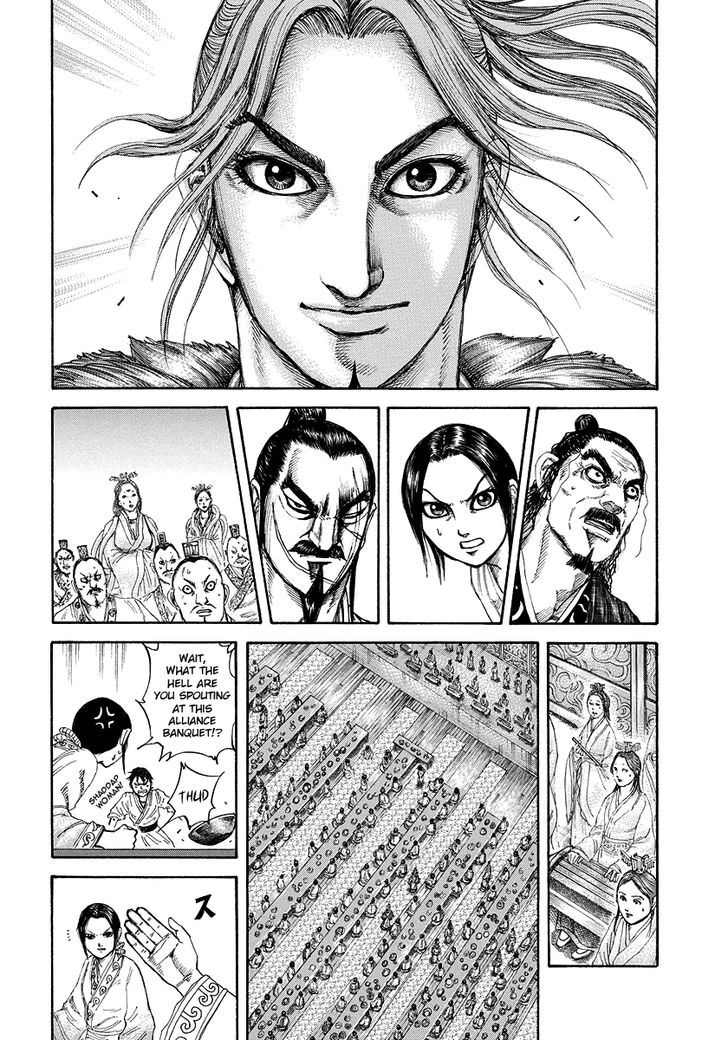 WAIT,
WHAT THE
HELL ARE
YOU SPOUTING
AT THIS
ALLIANCE
BANQUET!?
THUD
SHADDAP
WOMAN!
ス